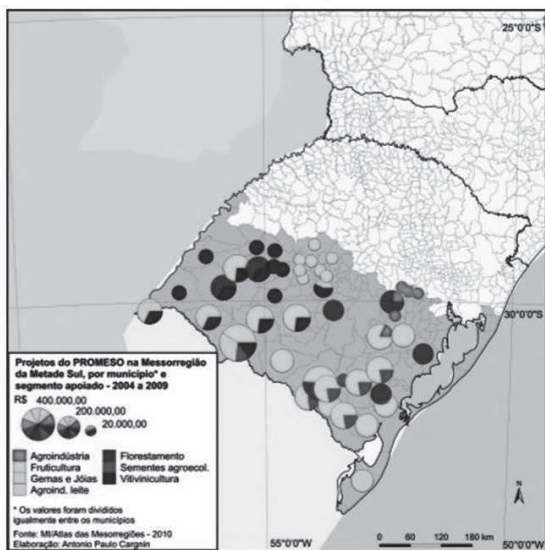 25°0'0"S
30°0'0"S
Projetos do PROMESO na Messorregião
da Metade Sul, por município* e
segmento apoiado - 2004 a 2009
R$ 400.000,00
200.000,00
20.000,00
Agroindústria
Fruticultura
Gemas e Jóias
Agroind. leite
Florestamento
Sementes agroecol.
Vitivinicultura
* Os valores foram divididos
igualmente entre os municípios
Fonte: MI/Atlas das Mesorregiões - 2010
Elaboração: Antonio Paulo Cargnin
N
0 60 120 180 km
55°0'0"W
50°0'0"W